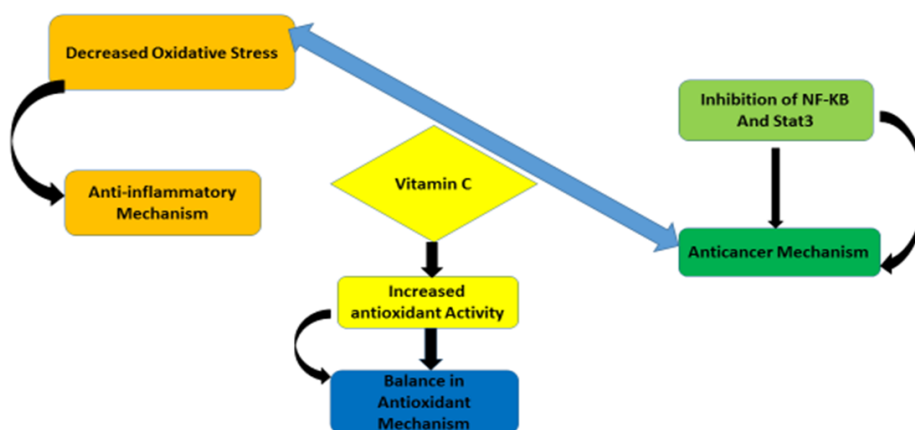 Decreased Oxidative Stress
Inhibition of NF-KB
And Stat3
Vitamin C
Anti-inflammatory
Mechanism
Anticancer Mechanism
Increased
antioxidant Activity
Balance in
Antioxidant
Mechanism